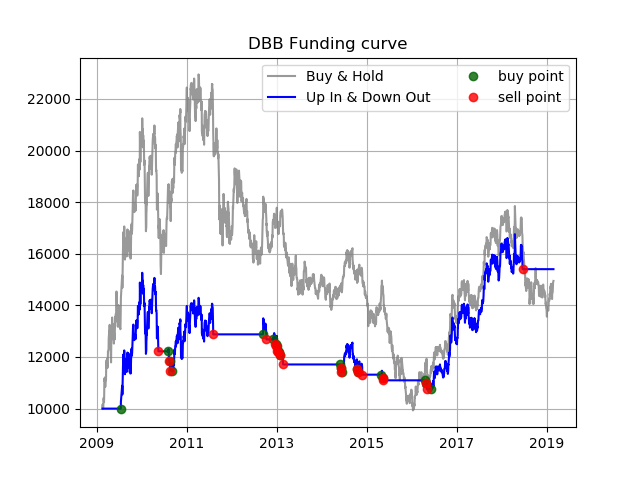 DBB Funding curve
Buy & Hold
Up In & Down Out
buy point
sell point
22000
20000
18000
16000
14000
12000
10000
2009 2011 2013 2015 2017 2019